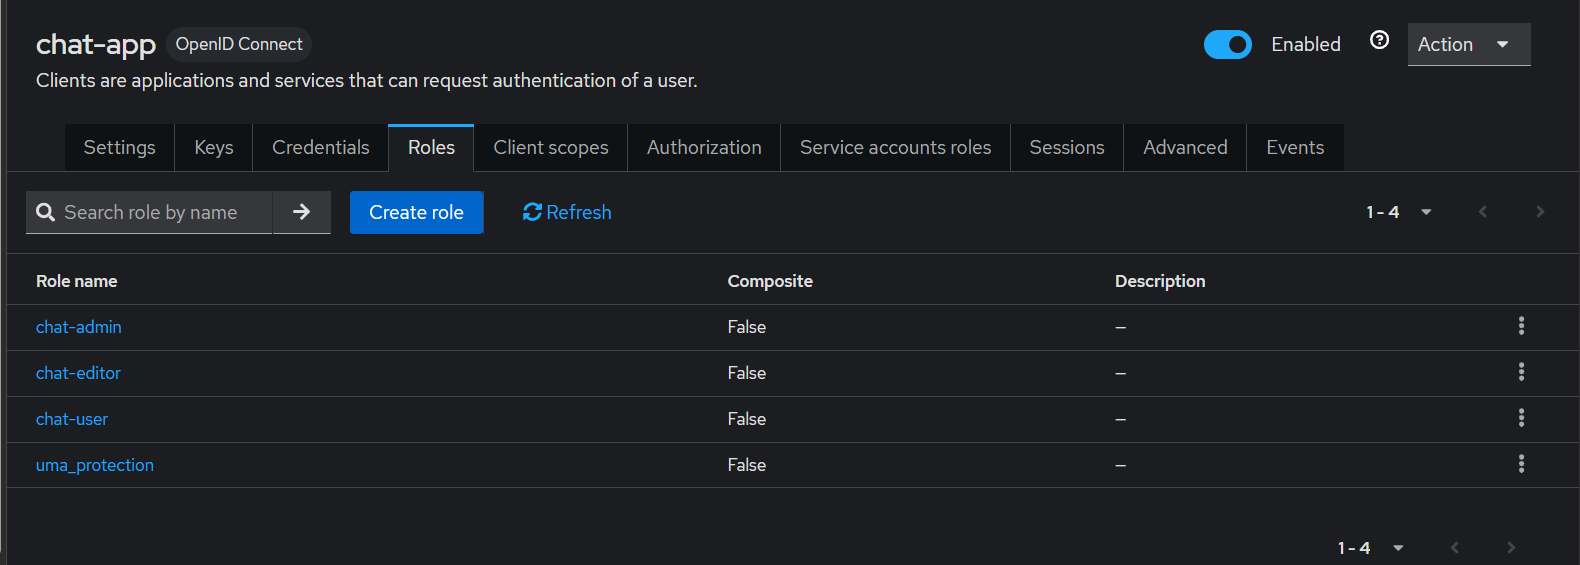 chat-app OpenID Connect Enabled Action
Clients are applications and services that can request authentication of a user.
Settings Keys Credentials Roles Client scopes Authorization Service accounts roles Sessions Advanced Events
Search role by name Create role Refresh 1 - 4
Role name Composite Description
chat-admin False –
chat-editor False –
chat-user False –
uma_protection False –
1 - 4